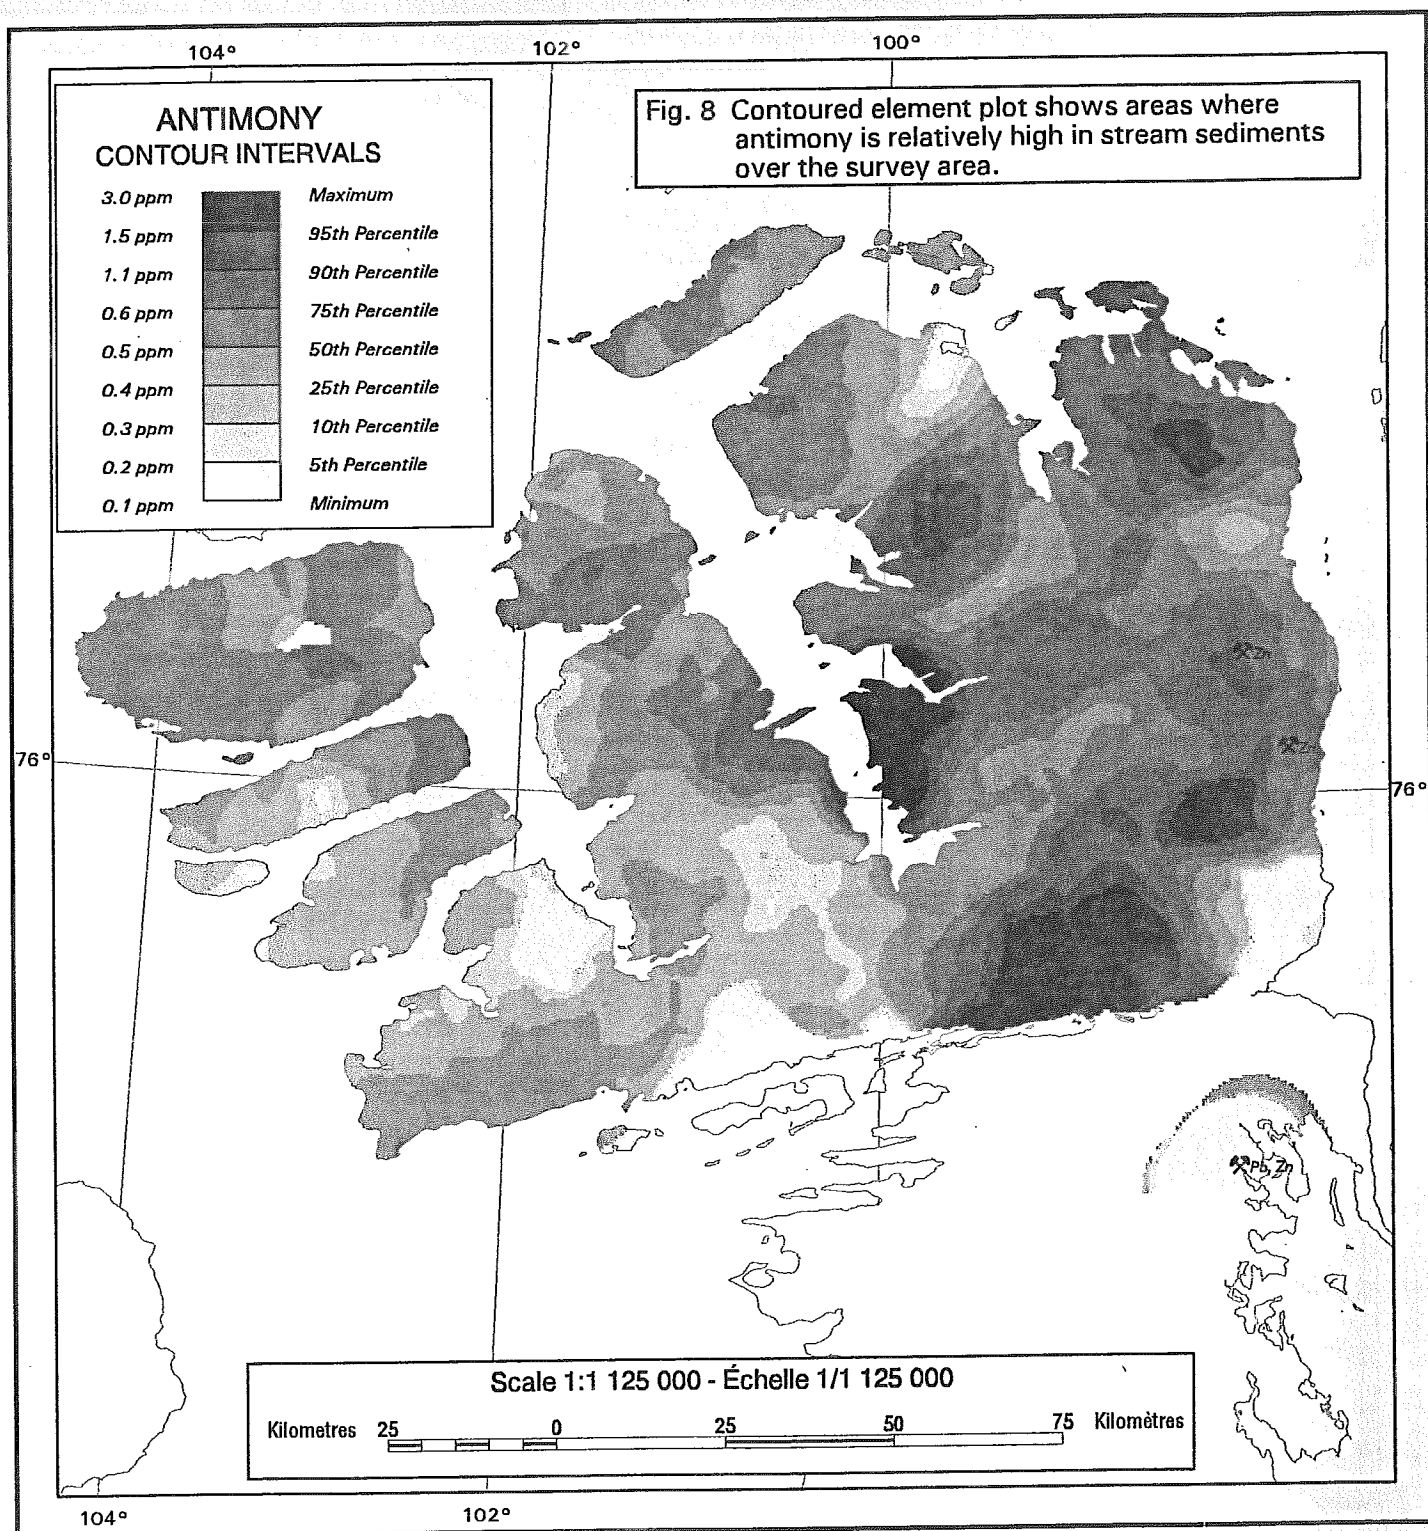 104° 102° 100°
ANTIMONY
CONTOUR INTERVALS
3.0 ppm Maximum
1.5 ppm 95th Percentile
1.1 ppm 90th Percentile
0.6 ppm 75th Percentile
0.5 ppm 50th Percentile
0.4 ppm 25th Percentile
0.3 ppm 10th Percentile
0.2 ppm 5th Percentile
0.1 ppm Minimum
Fig. 8 Contoured element plot shows areas where
antimony is relatively high in stream sediments
over the survey area.
Zn
Zn
76° 76°
Pb, Zn
Scale 1:1 125 000 - Échelle 1/1 125 000
Kilometres 25 0 25 50 75 Kilomètres
104° 102°